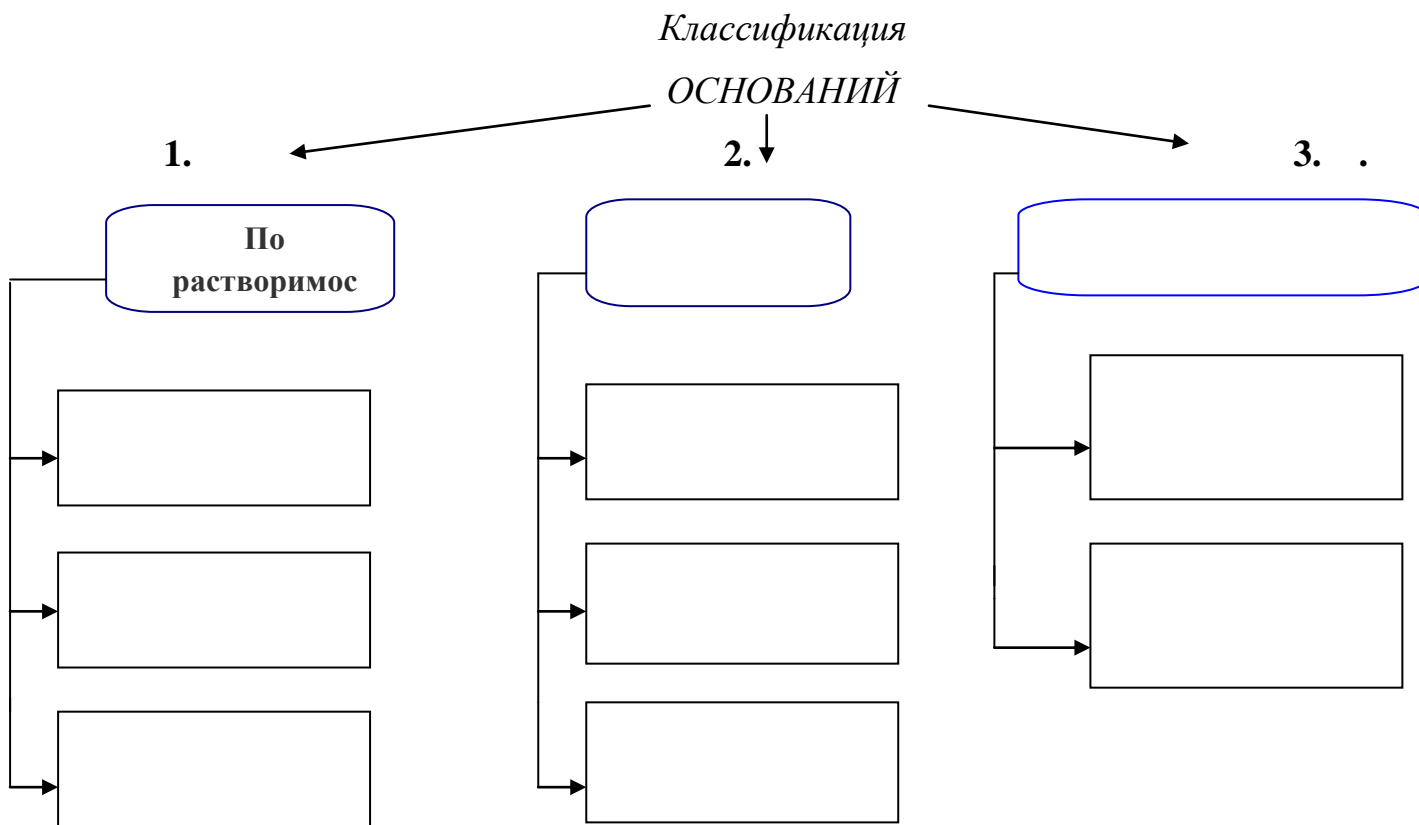 Классификация
ОСНОВАНИЙ
1. 2. 3. .
По
растворимос